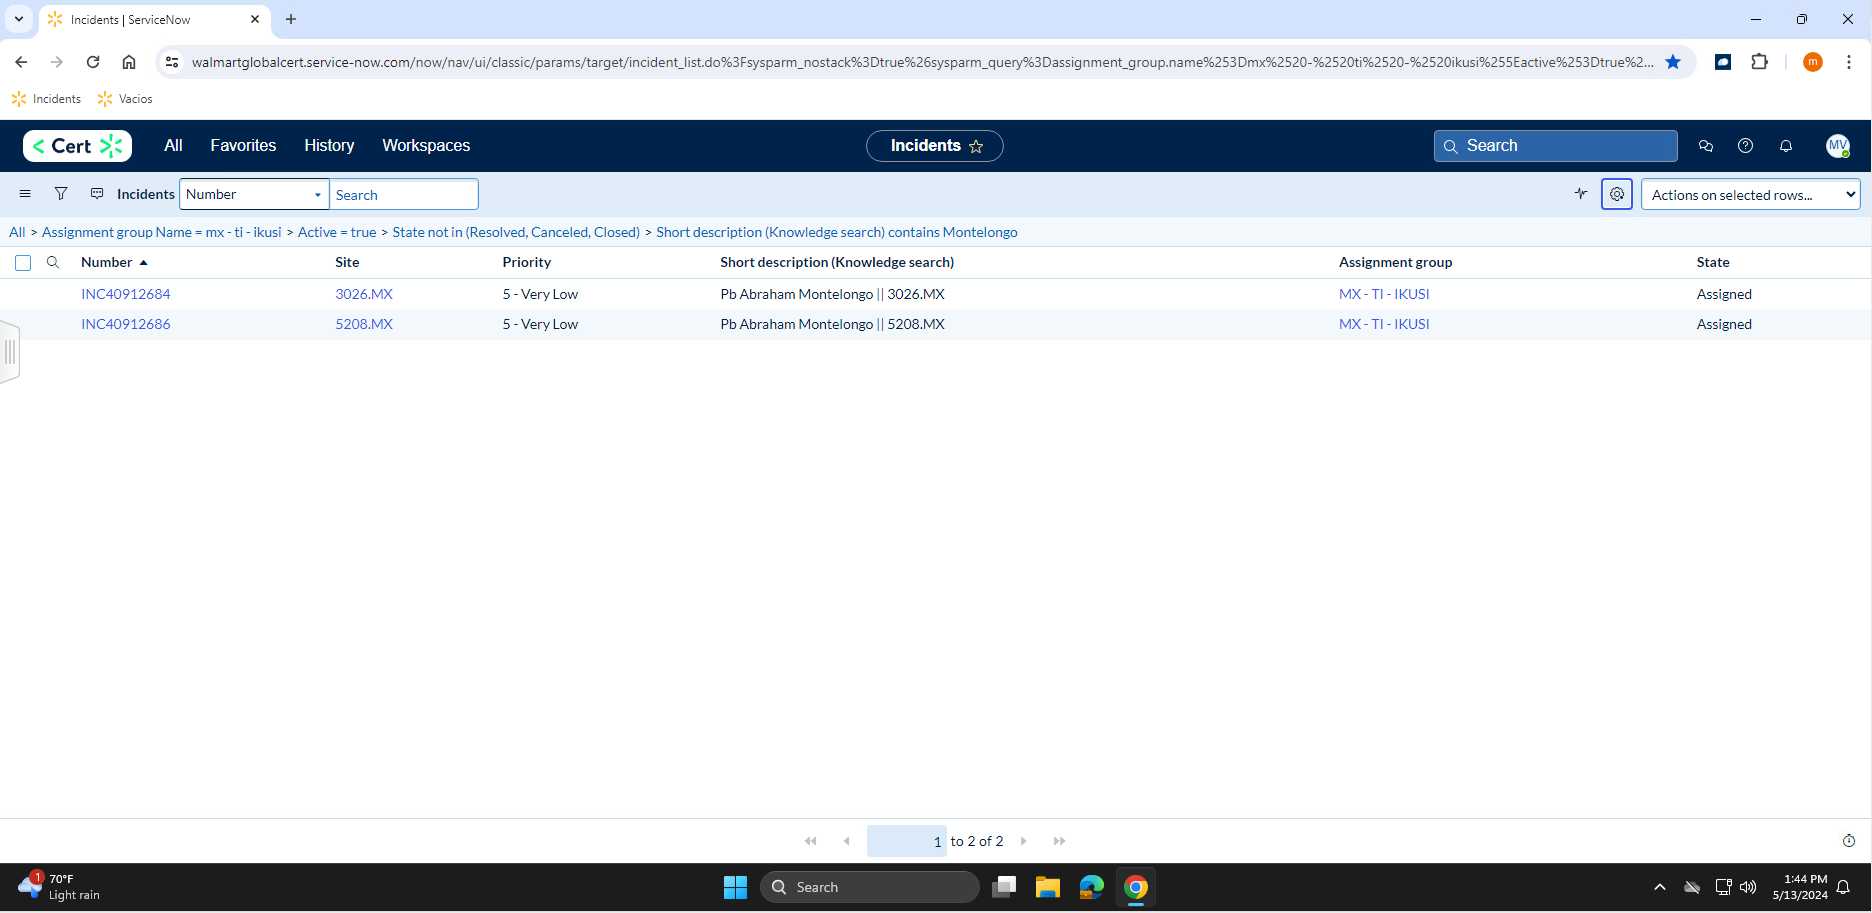 Incidents | ServiceNow
walmartglobalcert.service-now.com/now/nav/ui/classic/params/target/incident_list.do%3Fsysparm_nostack%3Dtrue%26sysparm_query%3Dassignment_group.name%253Dmx%2520-%2520ti%2520-%2520ikusi%255Eactive%253Dtrue%2...
m
Incidents Vacios
< Cert All Favorites History Workspaces Incidents Search MV
Incidents Number Search Actions on selected rows...
All > Assignment group Name = mx - ti - ikusi > Active = true > State not in (Resolved, Canceled, Closed) > Short description (Knowledge search) contains Montelongo
Number Site Priority Short description (Knowledge search) Assignment group State
INC40912684 3026.MX 5 - Very Low Pb Abraham Montelongo || 3026.MX MX - TI - IKUSI Assigned
INC40912686 5208.MX 5 - Very Low Pb Abraham Montelongo || 5208.MX MX - TI - IKUSI Assigned
1 to 2 of 2
1 70°F
Light rain
Search
1:44 PM
5/13/2024